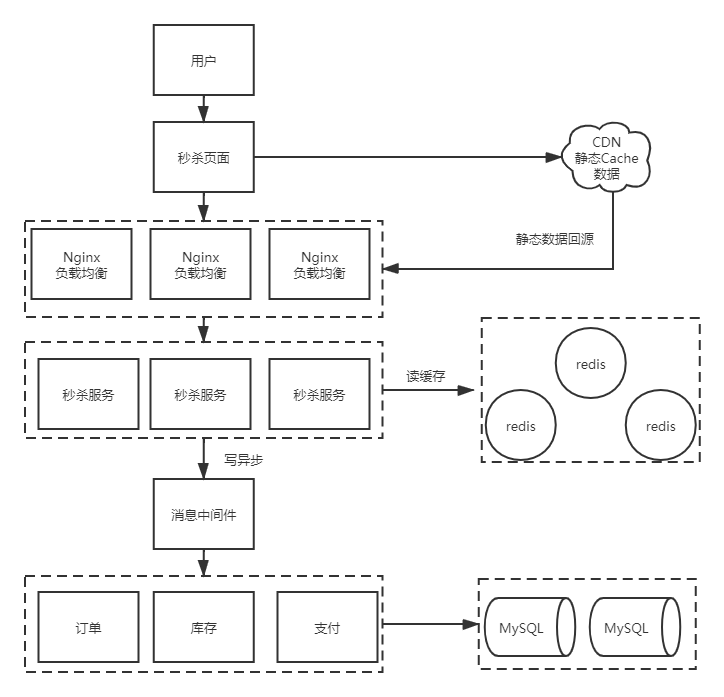 用户
秒杀页面
CDN
静态Cache
数据
静态数据回源
Nginx
负载均衡
Nginx
负载均衡
Nginx
负载均衡
秒杀服务
秒杀服务
秒杀服务
读缓存
redis
redis
redis
写异步
消息中间件
订单
库存
支付
MySQL
MySQL